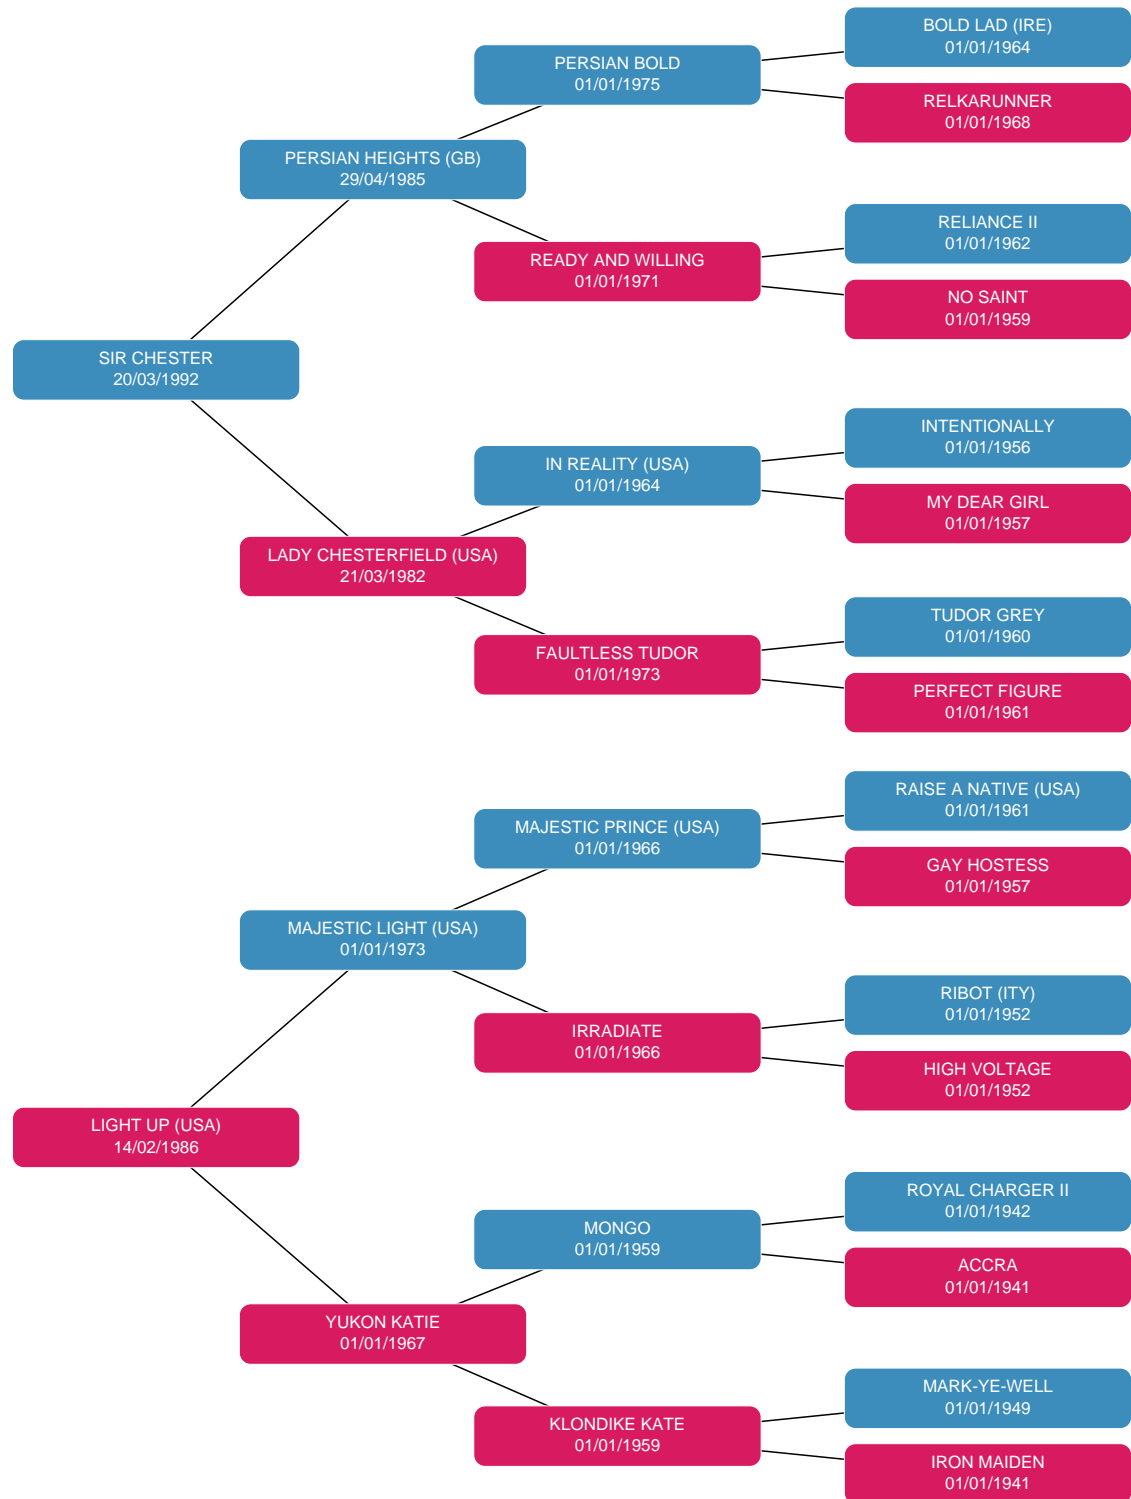 BOLD LAD (IRE)
01/01/1964
PERSIAN BOLD
01/01/1975
RELKARUNNER
01/01/1968
PERSIAN HEIGHTS (GB)
29/04/1985
RELIANCE II
01/01/1962
READY AND WILLING
01/01/1971
NO SAINT
01/01/1959
SIR CHESTER
20/03/1992
INTENTIONALLY
01/01/1956
IN REALITY (USA)
01/01/1964
MY DEAR GIRL
01/01/1957
LADY CHESTERFIELD (USA)
21/03/1982
TUDOR GREY
01/01/1960
FAULTLESS TUDOR
01/01/1973
PERFECT FIGURE
01/01/1961
RAISE A NATIVE (USA)
01/01/1961
MAJESTIC PRINCE (USA)
01/01/1966
GAY HOSTESS
01/01/1957
MAJESTIC LIGHT (USA)
01/01/1973
RIBOT (ITY)
01/01/1952
IRRADIATE
01/01/1966
HIGH VOLTAGE
01/01/1952
LIGHT UP (USA)
14/02/1986
ROYAL CHARGER II
01/01/1942
MONGO
01/01/1959
ACCRA
01/01/1941
YUKON KATIE
01/01/1967
MARK-YE-WELL
01/01/1949
KLONDIKE KATE
01/01/1959
IRON MAIDEN
01/01/1941